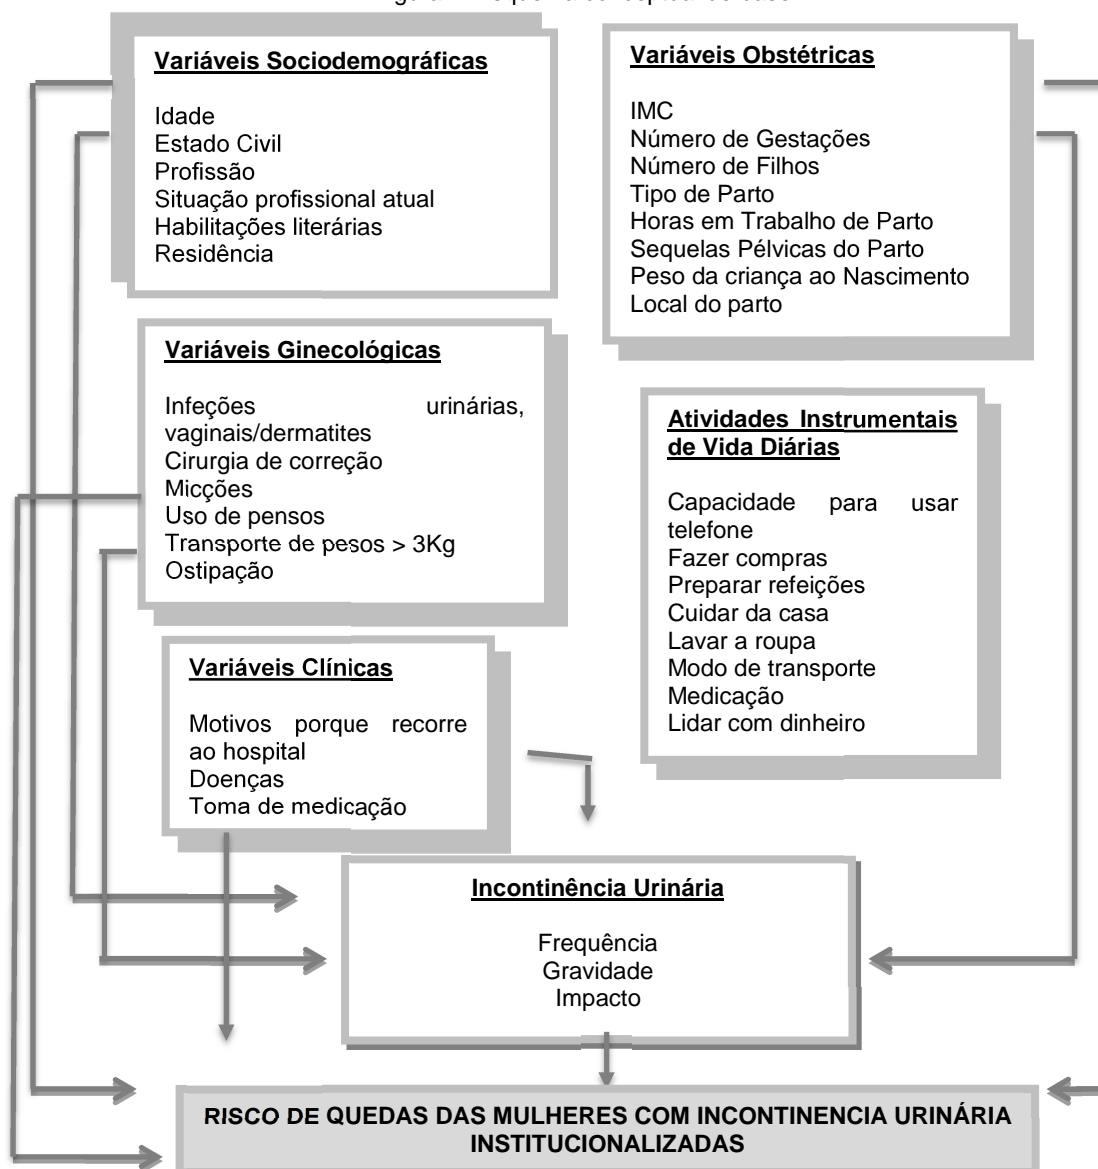 Variáveis Sociodemográficas
Idade
Estado Civil
Profissão
Situação profissional atual
Habilitações literárias
Residência
Variáveis Obstétricas
IMC
Número de Gestações
Número de Filhos
Tipo de Parto
Horas em Trabalho de Parto
Sequelas Pélvicas do Parto
Peso da criança ao Nascimento
Local do parto
Variáveis Ginecológicas
Infeções urinárias,
vaginais/dermatites
Cirurgia de correção
Micções
Uso de pensos
Transporte de pesos > 3Kg
Ostipação
Atividades Instrumentais
de Vida Diárias
Capacidade para usar
telefone
Fazer compras
Preparar refeições
Cuidar da casa
Lavar a roupa
Modo de transporte
Medicação
Lidar com dinheiro
Variáveis Clínicas
Motivos porque recorre
ao hospital
Doenças
Toma de medicação
Incontinência Urinária
Frequência
Gravidade
Impacto
RISCO DE QUEDAS DAS MULHERES COM INCONTINENCIA URINÁRIA
INSTITUCIONALIZADAS